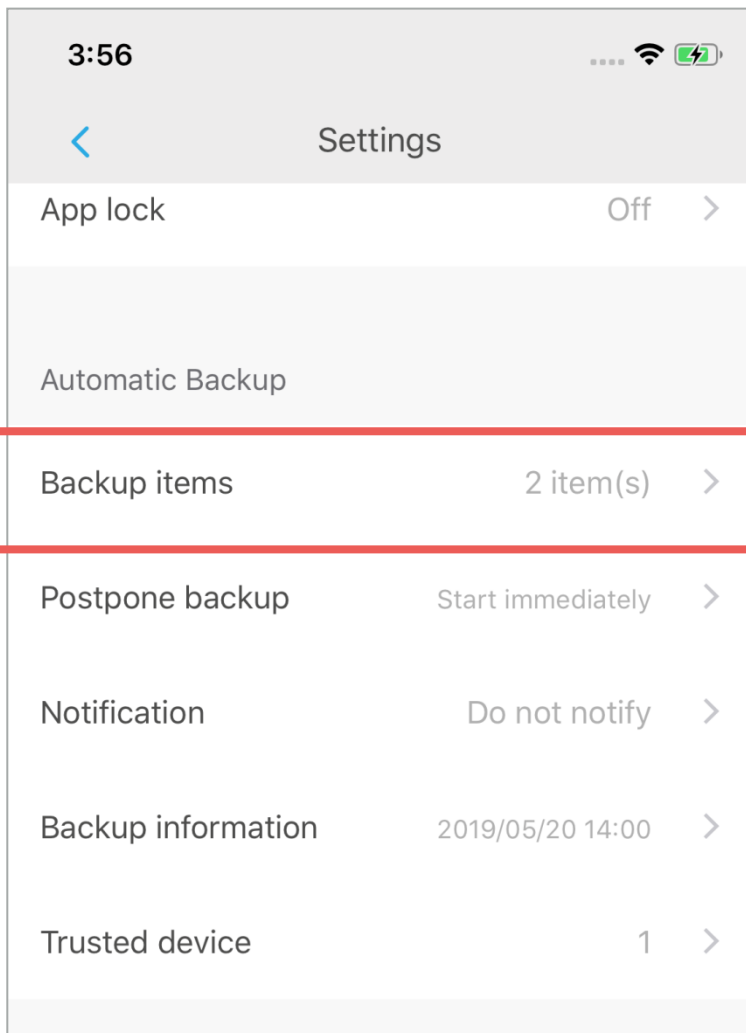 3:56
Settings
App lock Off
Automatic Backup
Backup items 2 item(s)
Postpone backup Start immediately
Notification Do not notify
Backup information 2019/05/20 14:00
Trusted device 1